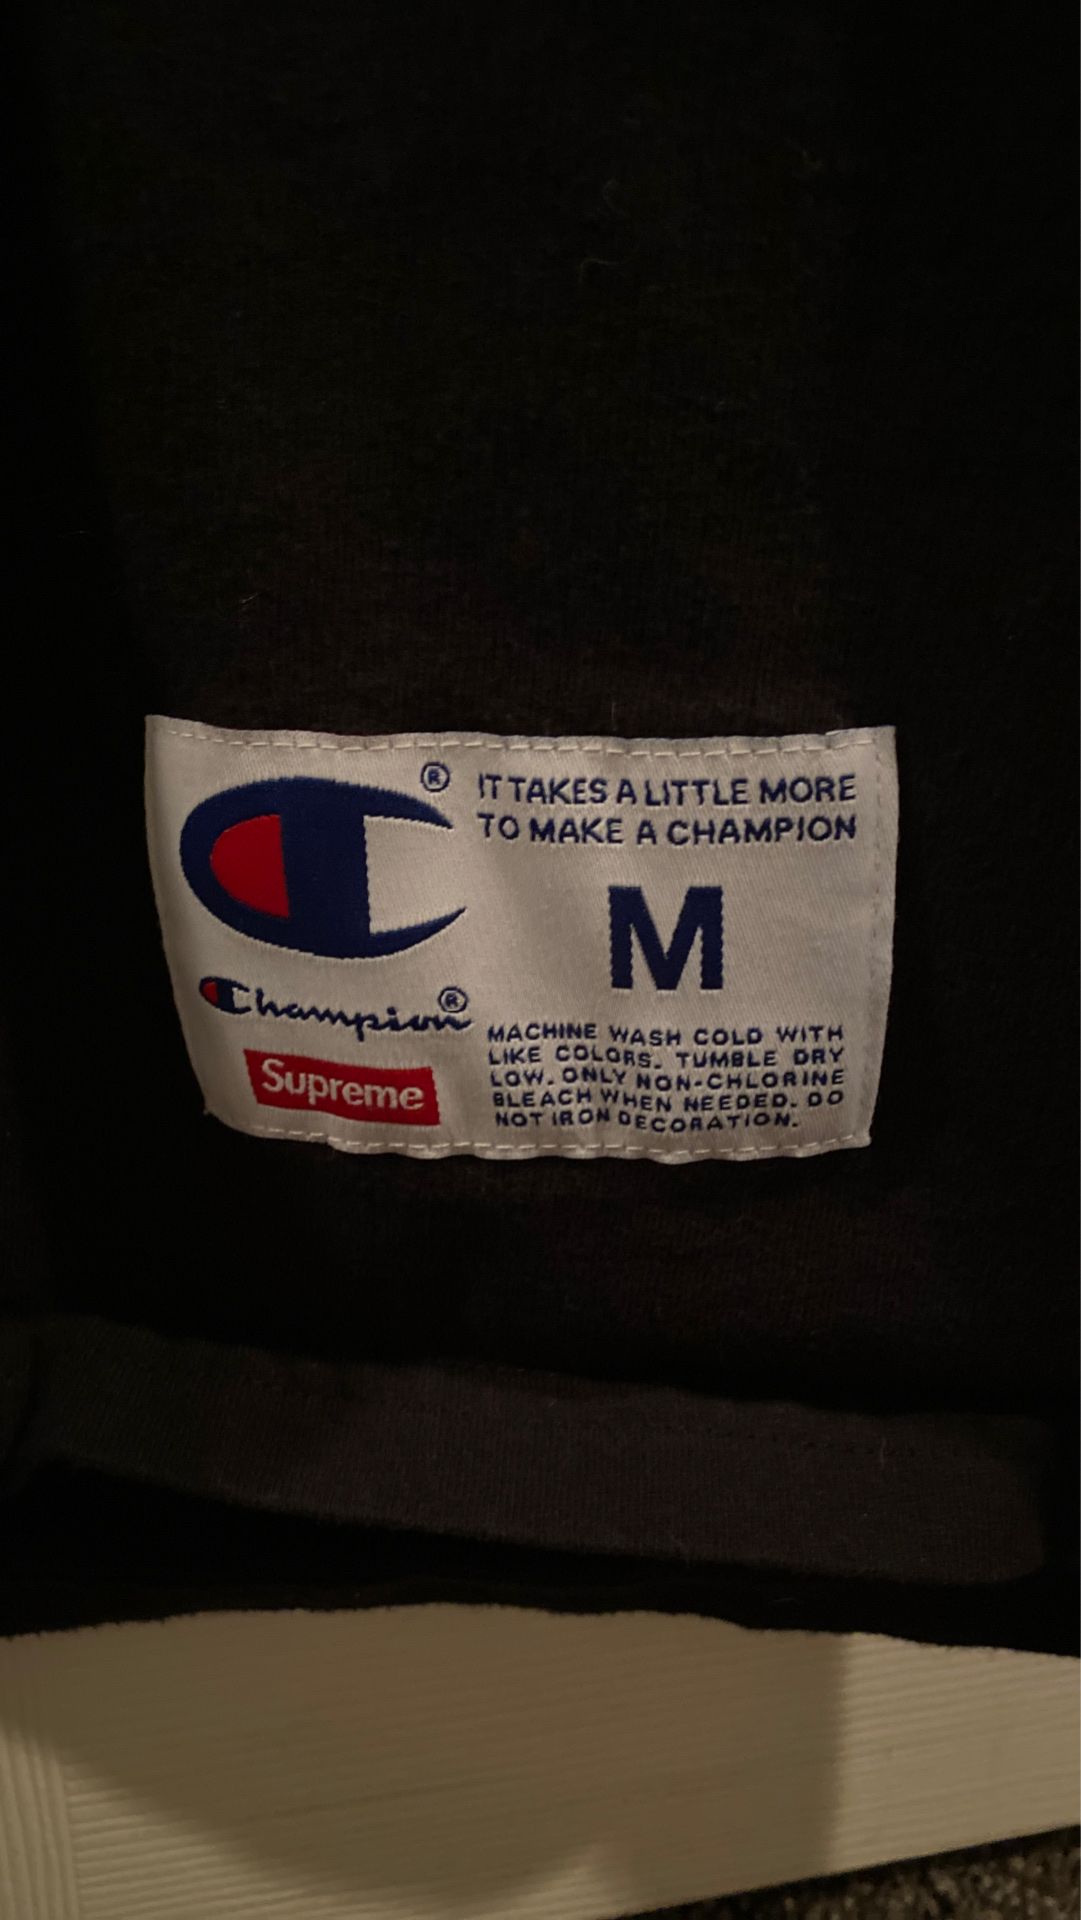 ®
IT TAKES A LITTLE MORE
TO MAKE A CHAMPION
M
Champion®
Supreme
MACHINE WASH COLD WITH
LIKE COLORS. TUMBLE DRY
LOW. ONLY NON-CHLORINE
BLEACH WHEN NEEDED. DO
NOT IRON DECORATION.